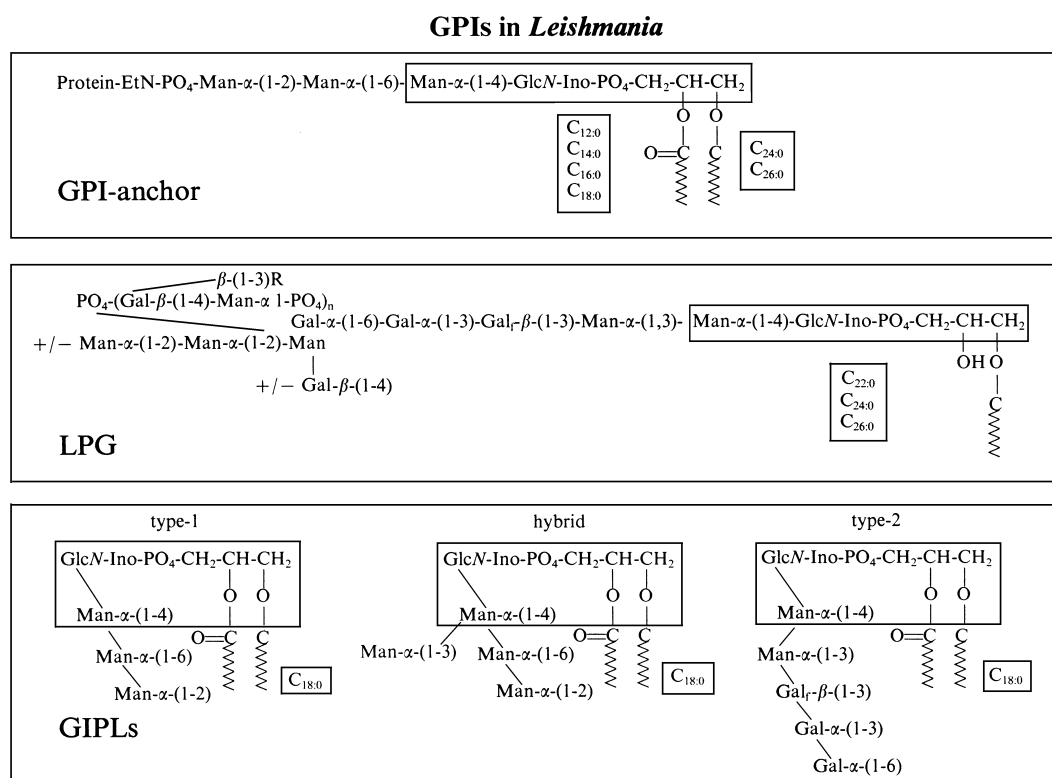 GPIs in Leishmania
Protein-EtN-PO₄-Man-α-(1-2)-Man-α-(1-6)-Man-α-(1-4)-GlcN-Ino-PO₄-CH₂-CH-CH₂
O O
C₁₂:₀
C₁₄:₀
C₁₆:₀
C₁₈:₀
O=C C
C₂₄:₀
C₂₆:₀
GPI-anchor
β-(1-3)R
PO₄-(Gal-β-(1-4)-Man-α 1-PO₄)ₙ
Gal-α-(1-6)-Gal-α-(1-3)-Galf-β-(1-3)-Man-α-(1,3)-Man-α-(1-4)-GlcN-Ino-PO₄-CH₂-CH-CH₂
+/− Man-α-(1-2)-Man-α-(1-2)-Man
OH O
+/− Gal-β-(1-4)
C₂₂:₀
C₂₄:₀
C₂₆:₀
C
LPG
type-1
GlcN-Ino-PO₄-CH₂-CH-CH₂
O O
Man-α-(1-4)
O=C C
Man-α-(1-6)
Man-α-(1-2)
C₁₈:₀
hybrid
GlcN-Ino-PO₄-CH₂-CH-CH₂
O O
Man-α-(1-4)
O=C C
Man-α-(1-3)
Man-α-(1-6)
Man-α-(1-2)
C₁₈:₀
type-2
GlcN-Ino-PO₄-CH₂-CH-CH₂
O O
Man-α-(1-4)
O=C C
Man-α-(1-3)
Galf-β-(1-3)
Gal-α-(1-3)
Gal-α-(1-6)
C₁₈:₀
GIPLs